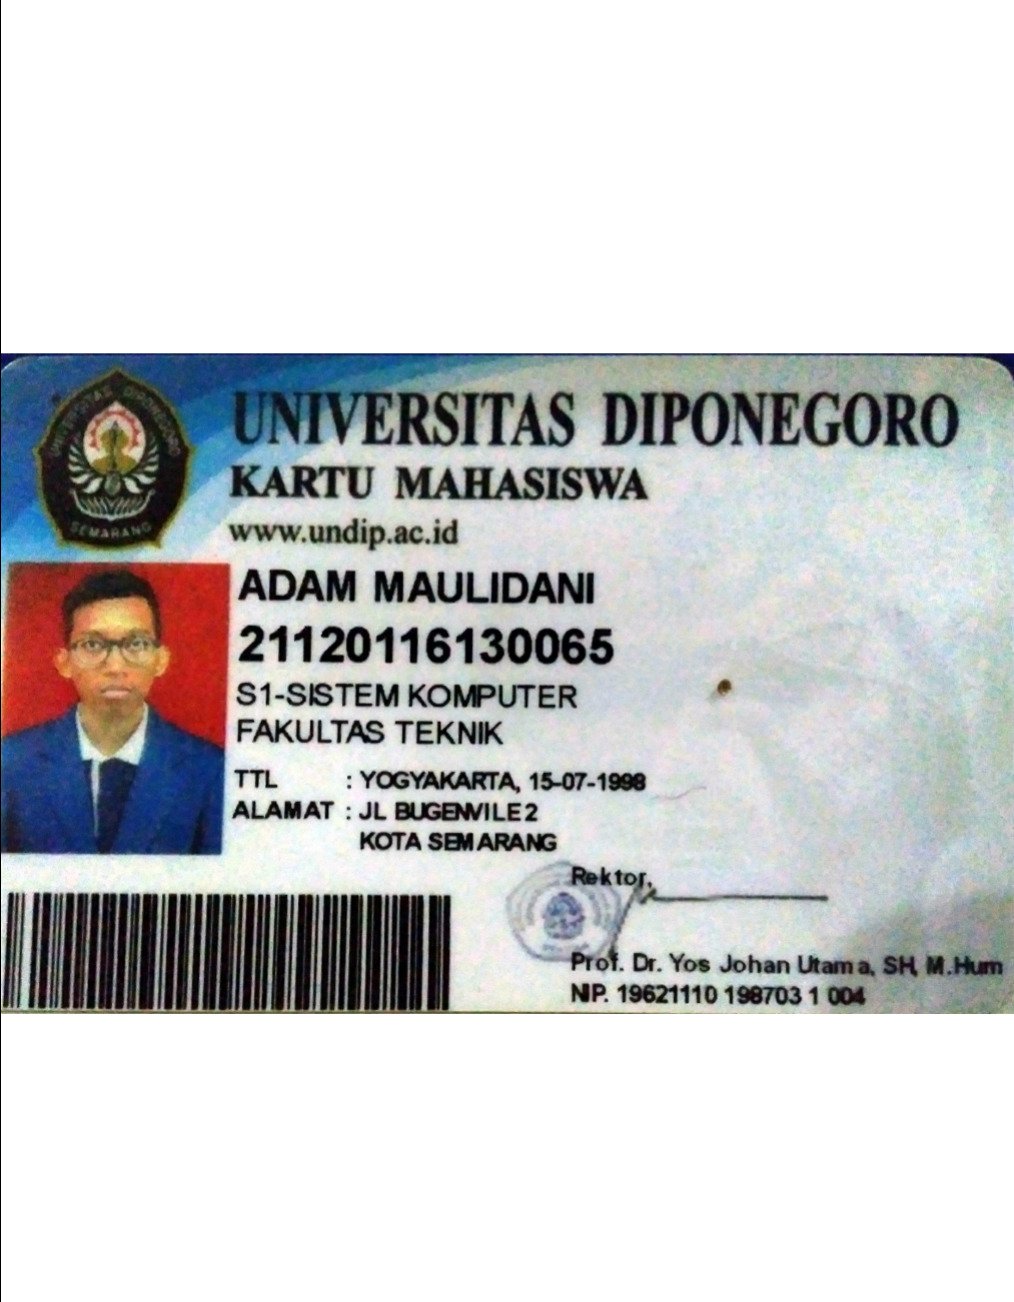 UNIVERSITAS DIPONEGORO
SEMARANG
UNIVERSITAS DIPONEGORO
KARTU MAHASISWA
www.undip.ac.id
ADAM MAULIDANI
21120116130065
S1-SISTEM KOMPUTER
FAKULTAS TEKNIK
TTL : YOGYAKARTA, 15-07-1998
ALAMAT : JL BUGENVILE 2
KOTA SEMARANG
Rektor,
Prof. Dr. Yos Johan Utama, SH, M.Hum
NIP. 19621110 198703 1 004